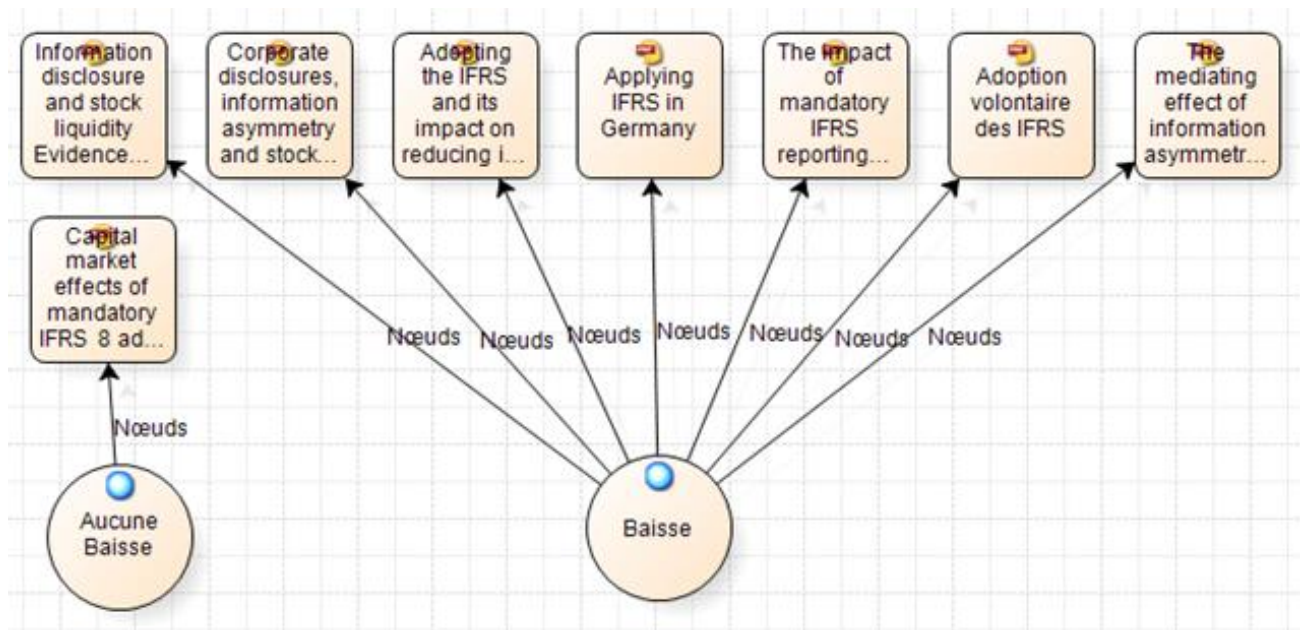 Information
disclosure
and stock
liquidity
Evidence...
Corporate
disclosures,
information
asymmetry
and stock...
Adopting
the IFRS
and its
impact on
reducing i...
Applying
IFRS in
Germany
The impact
of
mandatory
IFRS
reporting...
Adoption
volontaire
des IFRS
The
mediating
effect of
information
asymmetr...
Capital
market
effects of
mandatory
IFRS 8 ad...
Nœuds
Nœuds
Nœuds
Nœuds
Nœuds
Nœuds
Nœuds
Nœuds
Aucune
Baisse
Baisse